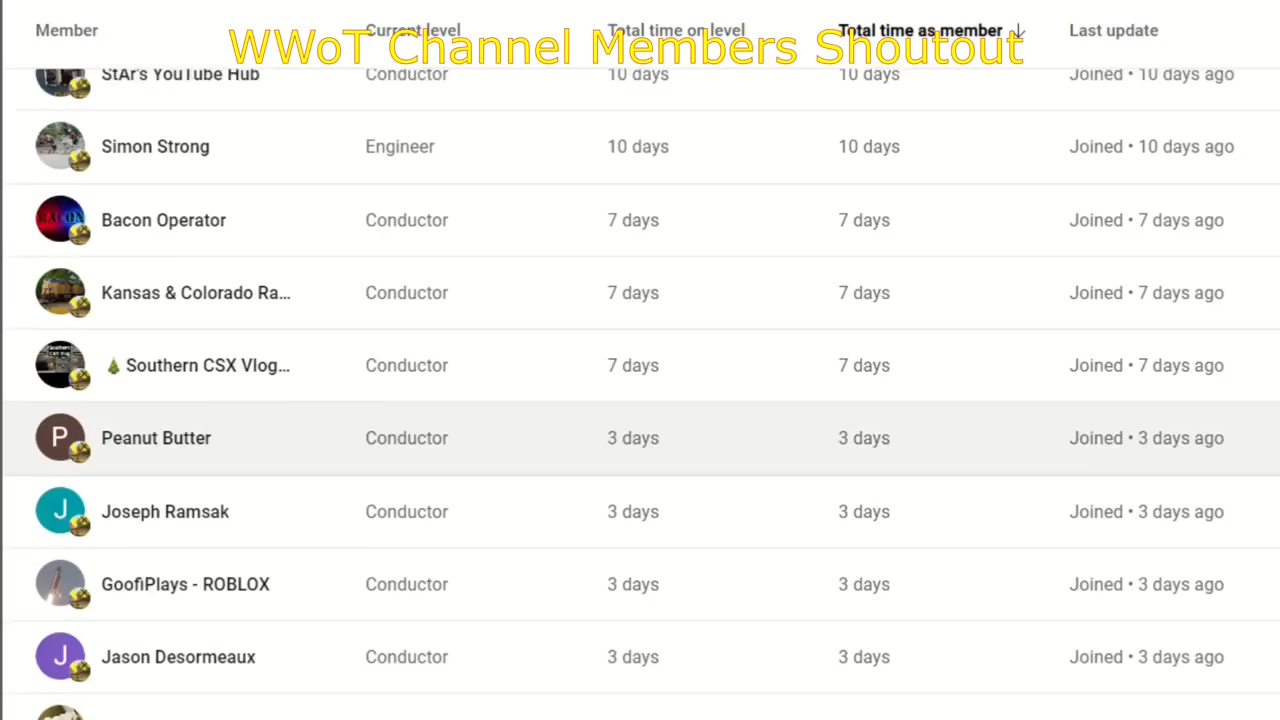 WWoT Channel Members Shoutout
Member Current level Total time on level Total time as member ↓ Last update
StAr's YouTube Hub Conductor 10 days 10 days Joined • 10 days ago
Simon Strong Engineer 10 days 10 days Joined • 10 days ago
BACON
Bacon Operator Conductor 7 days 7 days Joined • 7 days ago
Kansas & Colorado Ra... Conductor 7 days 7 days Joined • 7 days ago
Southern CSX Vlog
🎄 Southern CSX Vlog... Conductor 7 days 7 days Joined • 7 days ago
P Peanut Butter Conductor 3 days 3 days Joined • 3 days ago
J Joseph Ramsak Conductor 3 days 3 days Joined • 3 days ago
GoofiPlays - ROBLOX Conductor 3 days 3 days Joined • 3 days ago
J Jason Desormeaux Conductor 3 days 3 days Joined • 3 days ago